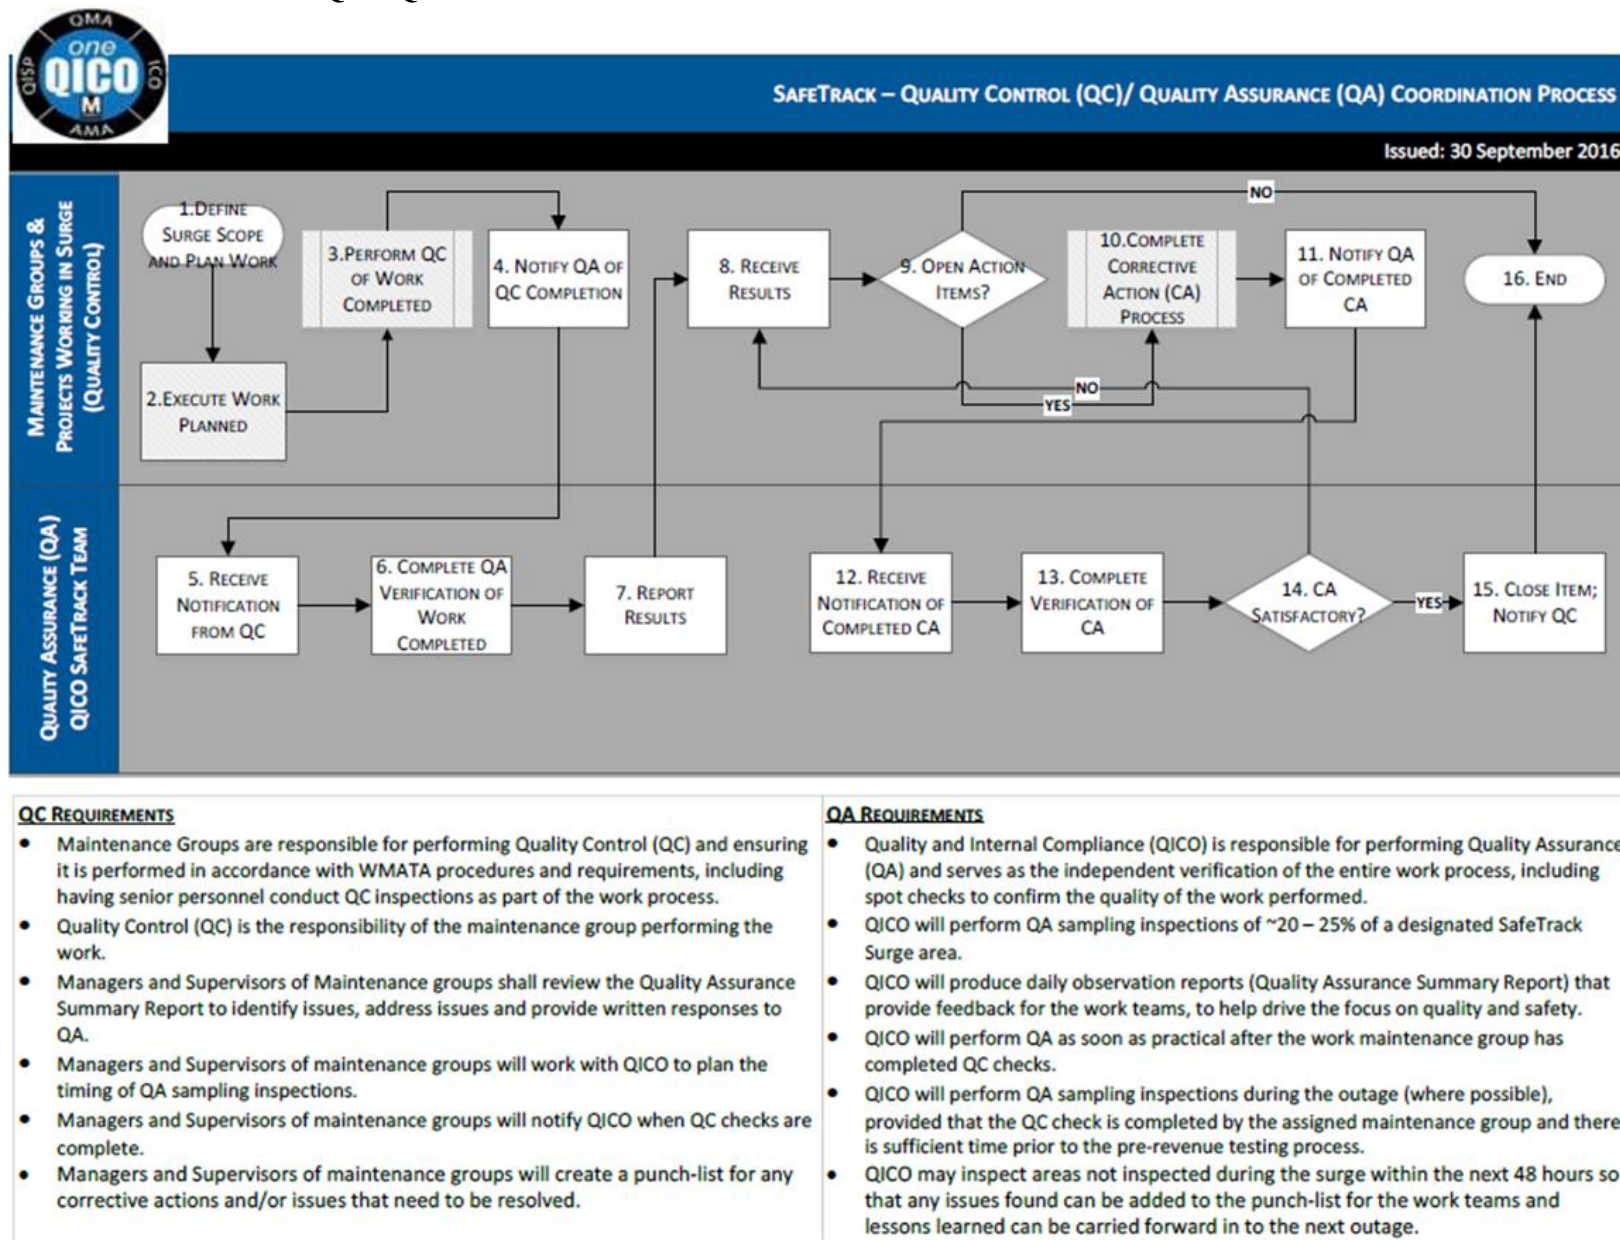 QMA
QISP
one
ICO
QICO
M
AMA
SAFETRACK – QUALITY CONTROL (QC)/ QUALITY ASSURANCE (QA) COORDINATION PROCESS
Issued: 30 September 2016
MAINTENANCE GROUPS &
PROJECTS WORKING IN SURGE
(QUALITY CONTROL)
1.DEFINE
SURGE SCOPE
AND PLAN WORK
2.EXECUTE WORK
PLANNED
3.PERFORM QC
OF WORK
COMPLETED
4. NOTIFY QA OF
QC COMPLETION
8. RECEIVE
RESULTS
9. OPEN ACTION
ITEMS?
NO
YES
NO
10.COMPLETE
CORRECTIVE
ACTION (CA)
PROCESS
11. NOTIFY QA
OF COMPLETED
CA
16. END
QUALITY ASSURANCE (QA)
QICO SAFETRACK TEAM
5. RECEIVE
NOTIFICATION
FROM QC
6. COMPLETE QA
VERIFICATION OF
WORK
COMPLETED
7. REPORT
RESULTS
12. RECEIVE
NOTIFICATION OF
COMPLETED CA
13. COMPLETE
VERIFICATION OF
CA
14. CA
SATISFACTORY?
YES
15. CLOSE ITEM;
NOTIFY QC
QC REQUIREMENTS
• Maintenance Groups are responsible for performing Quality Control (QC) and ensuring
it is performed in accordance with WMATA procedures and requirements, including
having senior personnel conduct QC inspections as part of the work process.
• Quality Control (QC) is the responsibility of the maintenance group performing the
work.
• Managers and Supervisors of Maintenance groups shall review the Quality Assurance
Summary Report to identify issues, address issues and provide written responses to
QA.
• Managers and Supervisors of maintenance groups will work with QICO to plan the
timing of QA sampling inspections.
• Managers and Supervisors of maintenance groups will notify QICO when QC checks are
complete.
• Managers and Supervisors of maintenance groups will create a punch-list for any
corrective actions and/or issues that need to be resolved.
QA REQUIREMENTS
• Quality and Internal Compliance (QICO) is responsible for performing Quality Assurance
(QA) and serves as the independent verification of the entire work process, including
spot checks to confirm the quality of the work performed.
• QICO will perform QA sampling inspections of ~20 – 25% of a designated SafeTrack
Surge area.
• QICO will produce daily observation reports (Quality Assurance Summary Report) that
provide feedback for the work teams, to help drive the focus on quality and safety.
• QICO will perform QA as soon as practical after the work maintenance group has
completed QC checks.
• QICO will perform QA sampling inspections during the outage (where possible),
provided that the QC check is completed by the assigned maintenance group and there
is sufficient time prior to the pre-revenue testing process.
• QICO may inspect areas not inspected during the surge within the next 48 hours so
that any issues found can be added to the punch-list for the work teams and
lessons learned can be carried forward in to the next outage.